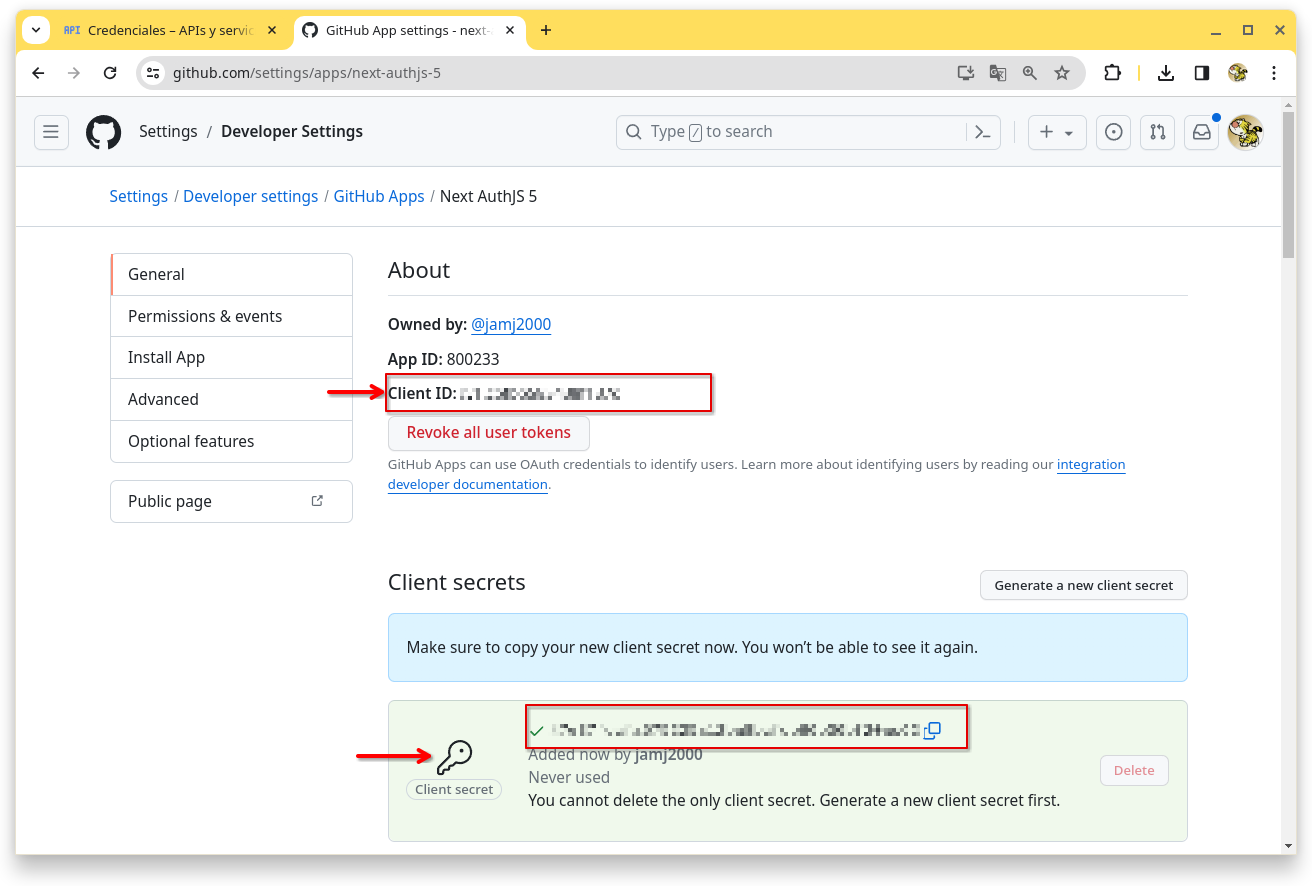 API Credenciales – APIs y servic
GitHub App settings - next-
github.com/settings/apps/next-authjs-5
Settings / Developer Settings
Type / to search
Settings / Developer settings / GitHub Apps / Next AuthJS 5
General
Permissions & events
Install App
Advanced
Optional features
Public page
About
Owned by: @jamj2000
App ID: 800233
Client ID:
Revoke all user tokens
GitHub Apps can use OAuth credentials to identify users. Learn more about identifying users by reading our integration
developer documentation.
Client secrets
Generate a new client secret
Make sure to copy your new client secret now. You won’t be able to see it again.
Client secret
Added now by jamj2000
Never used
You cannot delete the only client secret. Generate a new client secret first.
Delete